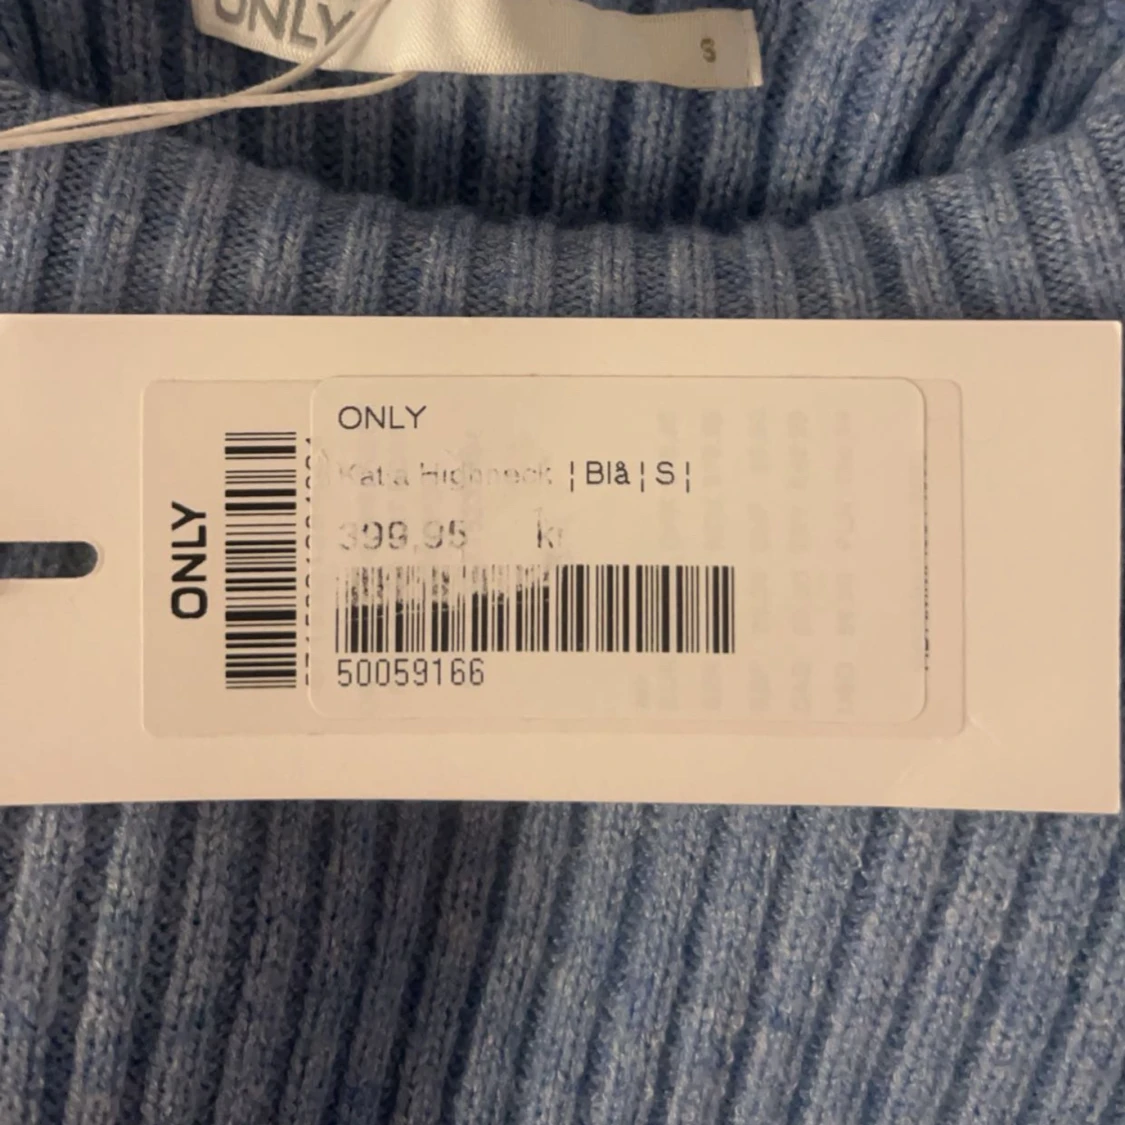 ONLY
S
ONLY
ONLY
Katia Highneck ¦ Blå ¦ S ¦
399,95 kr
50059166